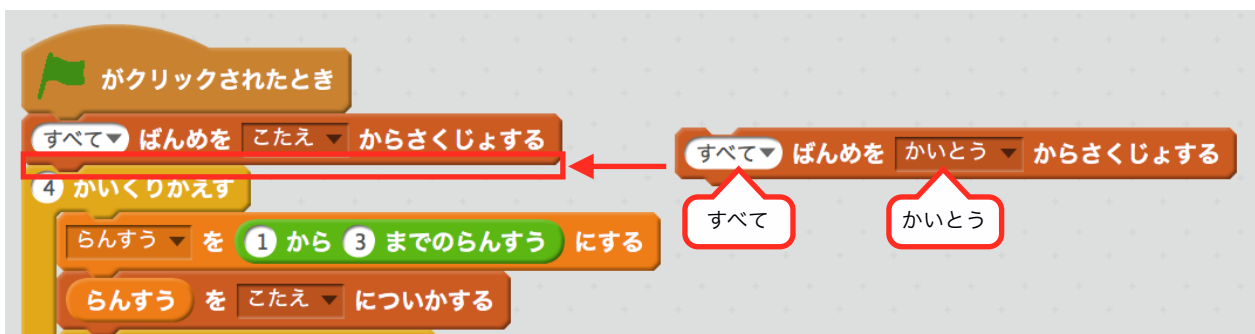 がクリックされたとき
すべて ばんめを こたえ からさくじょする
すべて ばんめを かいとう からさくじょする
すべて
かいとう
4 かいくりかえす
らんすう を 1 から 3 までのらんすう にする
らんすう を こたえ についかする